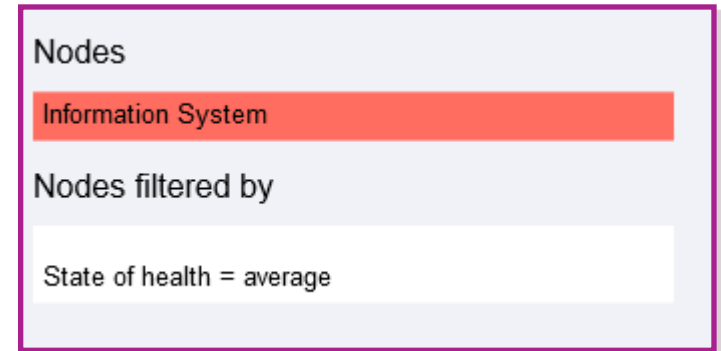 Nodes
Information System
Nodes filtered by
State of health = average